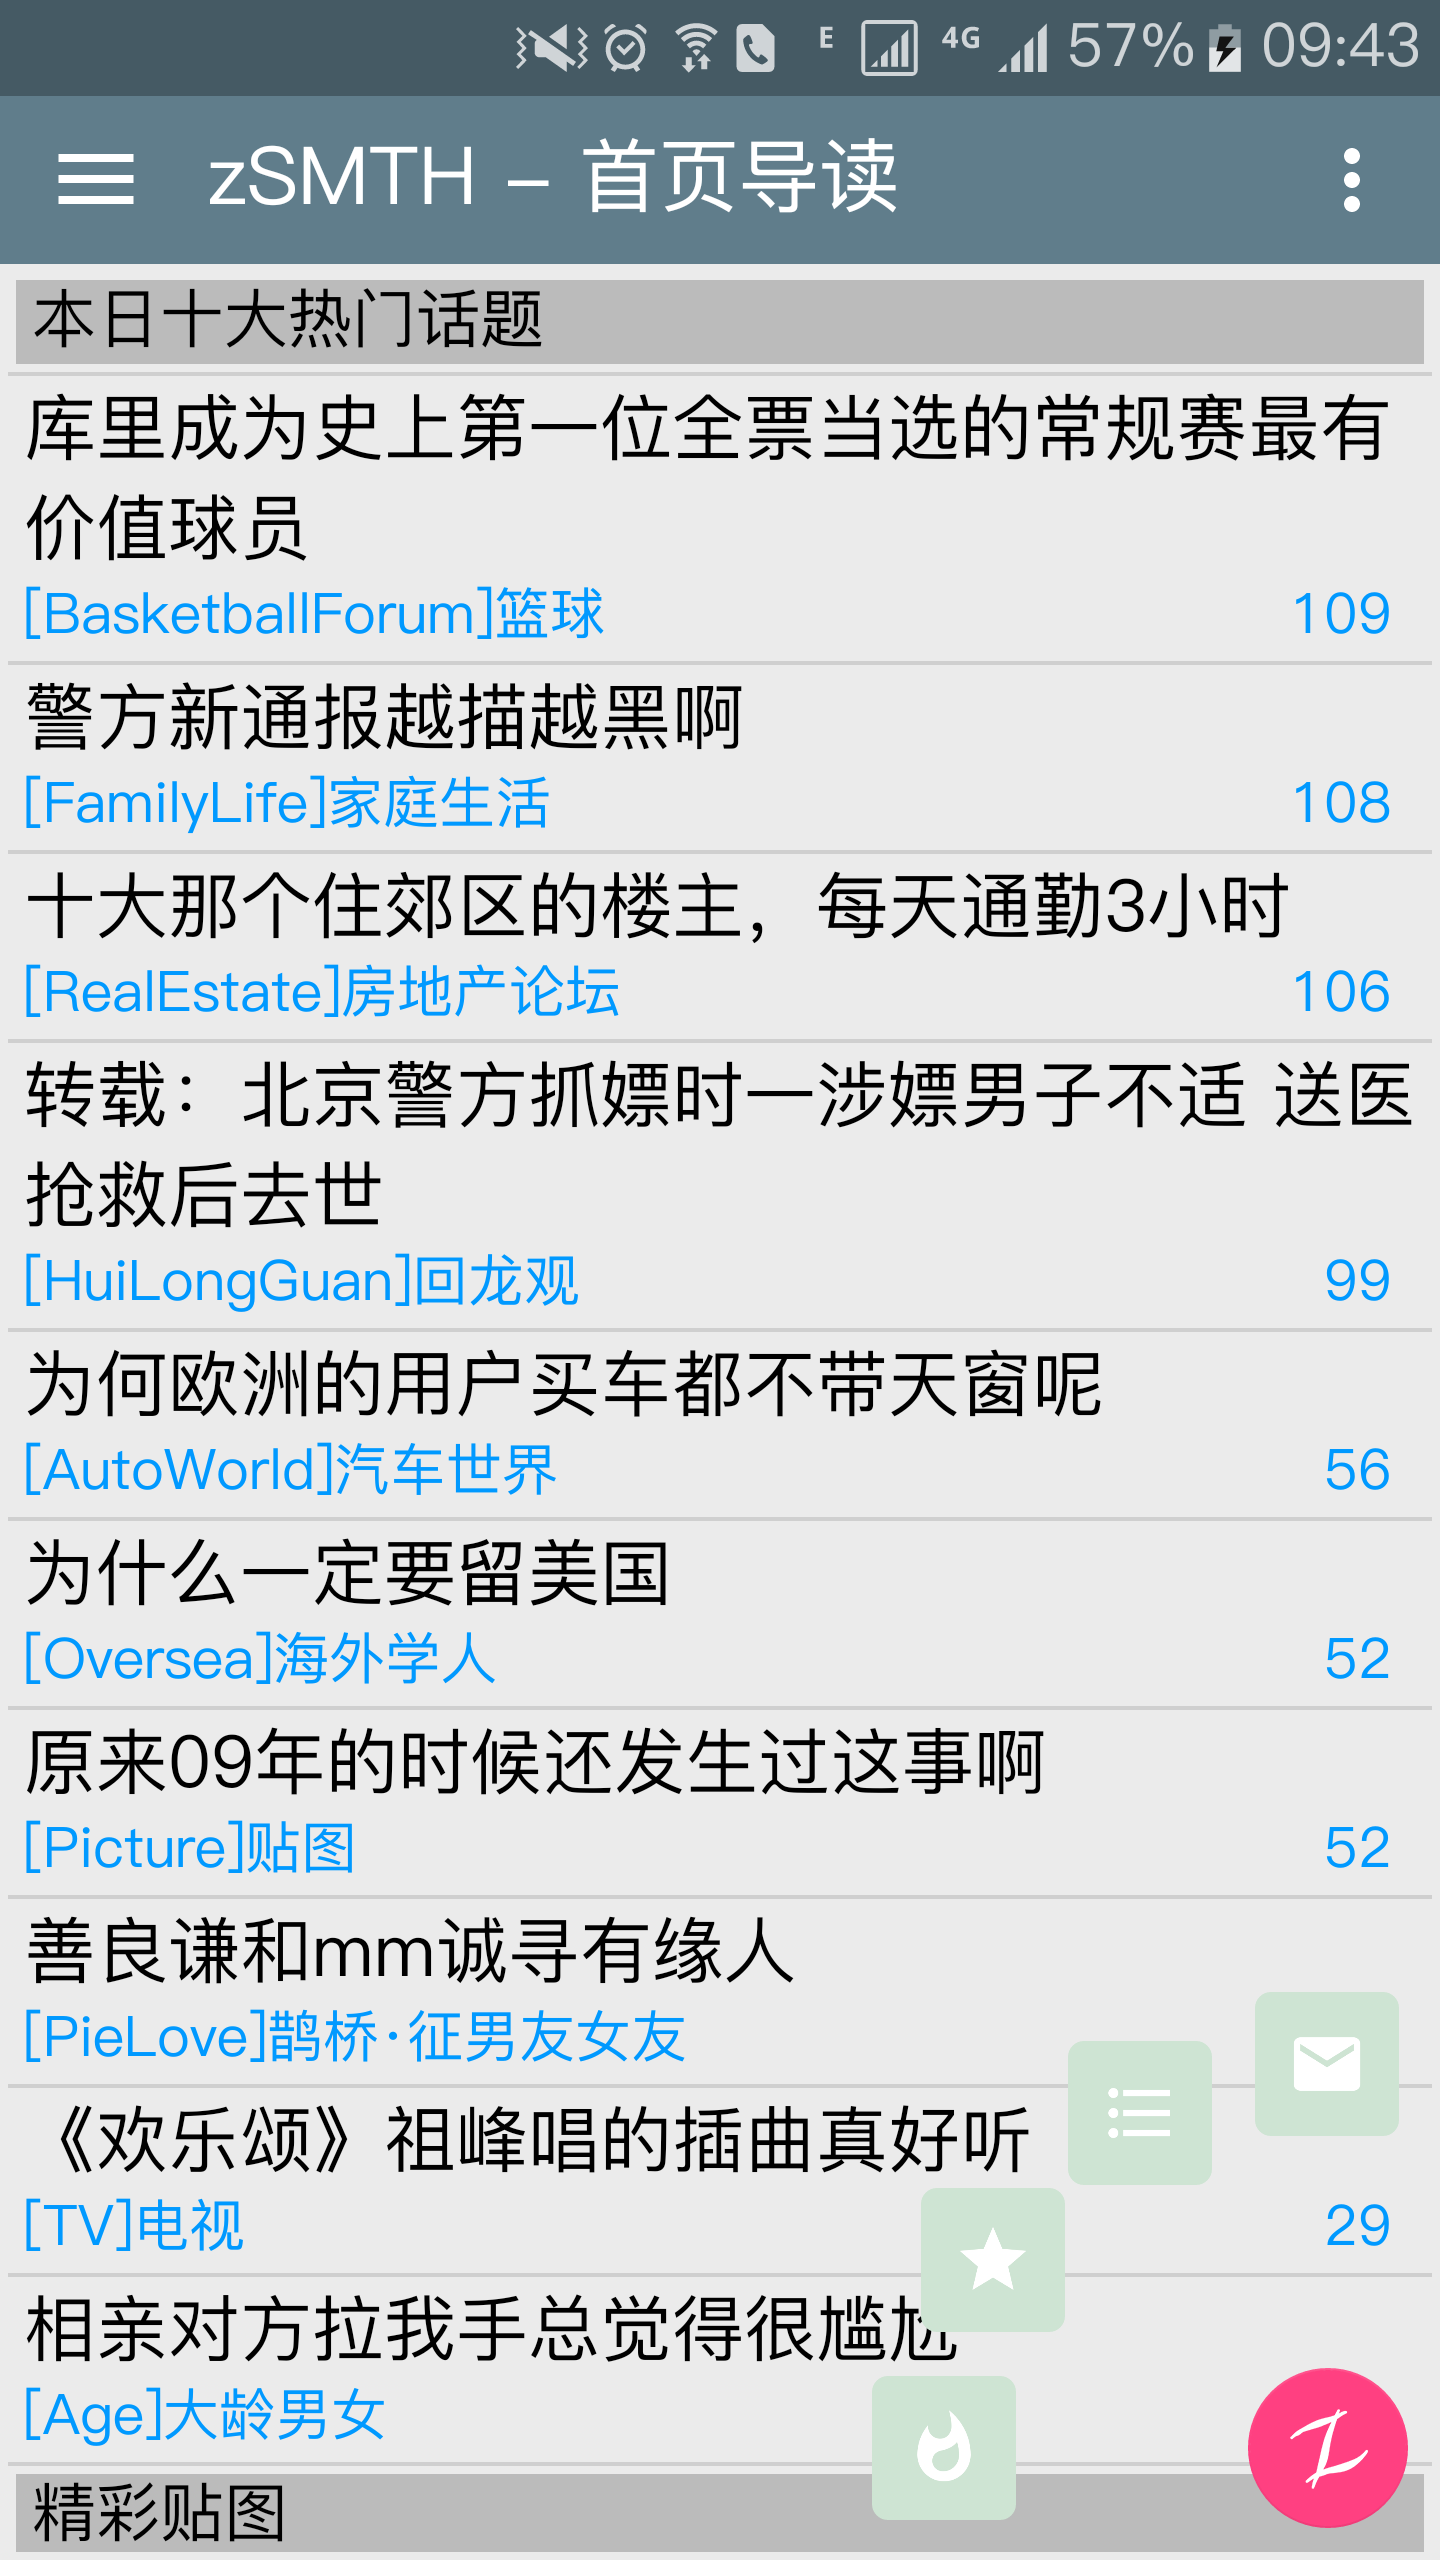 E 4G 57% 09:43
zSMTH – 首页导读
本日十大热门话题
库里成为史上第一位全票当选的常规赛最有
价值球员
[BasketballForum]篮球 109
警方新通报越描越黑啊
[FamilyLife]家庭生活 108
十大那个住郊区的楼主，每天通勤3小时
[RealEstate]房地产论坛 106
转载：北京警方抓嫖时一涉嫖男子不适 送医
抢救后去世
[HuiLongGuan]回龙观 99
为何欧洲的用户买车都不带天窗呢
[AutoWorld]汽车世界 56
为什么一定要留美国
[Oversea]海外学人 52
原来09年的时候还发生过这事啊
[Picture]贴图 52
善良谦和mm诚寻有缘人
[PieLove]鹊桥·征男友女友
《欢乐颂》祖峰唱的插曲真好听
[TV]电视 29
相亲对方拉我手总觉得很尴尬
[Age]大龄男女
精彩贴图